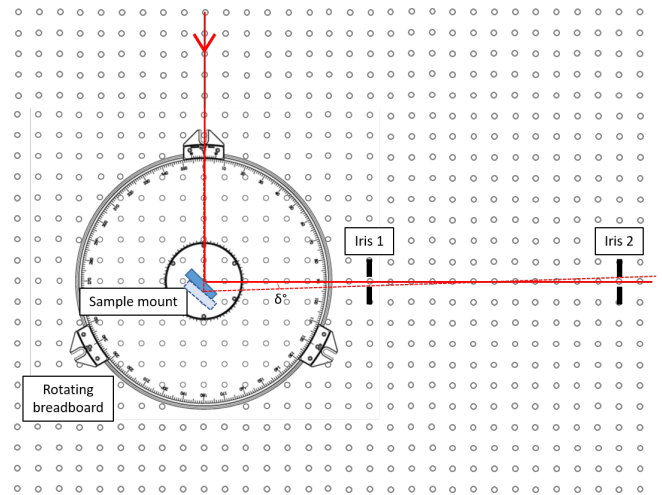 Iris 1
Iris 2
Sample mount
δ°
Rotating
breadboard